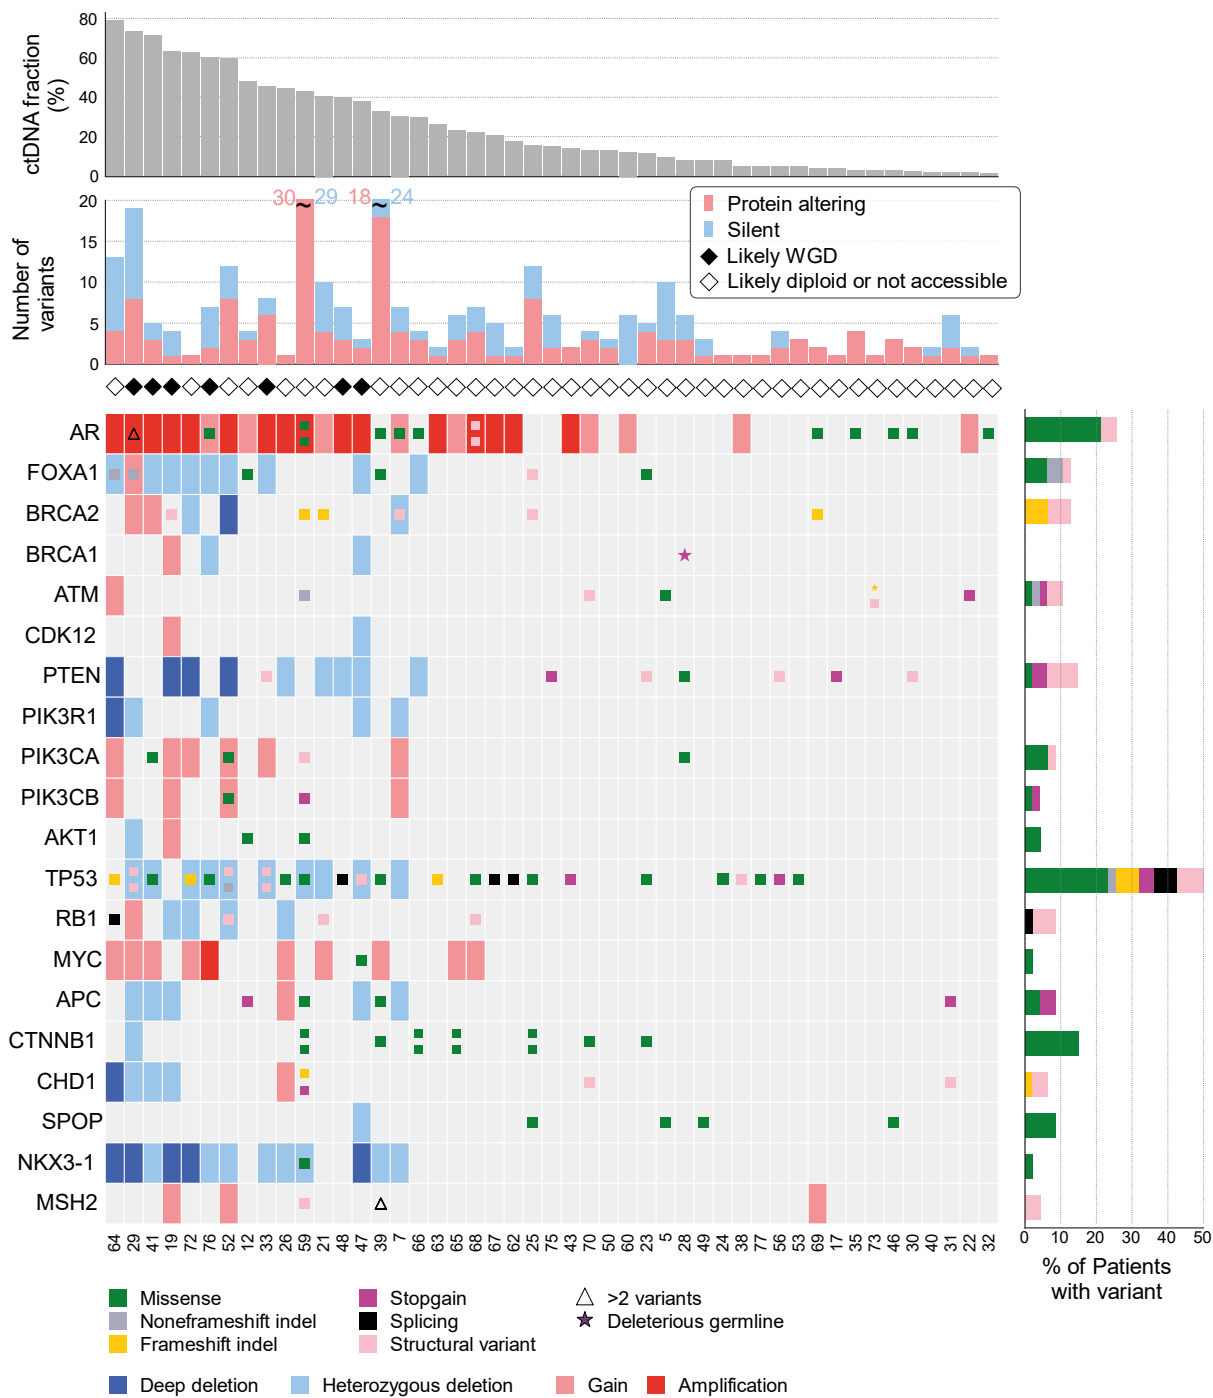 ctDNA fraction
(%)
80
60
40
20
0
Number of
variants
20
15
10
5
0
30
29
18
24
~
~
Protein altering
Silent
Likely WGD
Likely diploid or not accessible
AR
FOXA1
BRCA2
BRCA1
ATM
CDK12
PTEN
PIK3R1
PIK3CA
PIK3CB
AKT1
TP53
RB1
MYC
APC
CTNNB1
CHD1
SPOP
NKX3-1
MSH2
64 29 41 19 72 76 52 12 33 26 59 21 48 47 39 7 66 63 65 68 67 62 25 75 43 70 50 60 23 5 28 49 24 38 77 56 53 69 17 35 73 46 30 40 31 22 32
0 10 20 30 40 50
% of Patients
with variant
Missense
Noneframeshift indel
Frameshift indel
Stopgain
Splicing
Structural variant
>2 variants
Deleterious germline
Deep deletion
Heterozygous deletion
Gain
Amplification